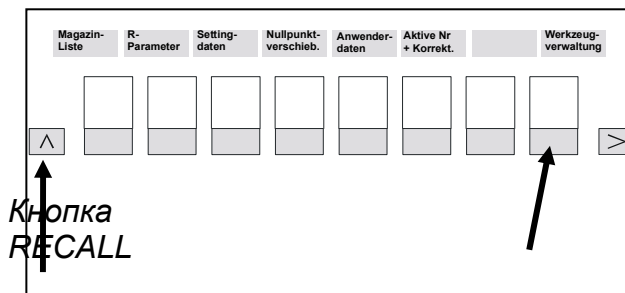 Magazin-
Liste
R-
Parameter
Setting-
daten
Nullpunkt-
verschieb.
Anwender-
daten
Aktive Nr
+ Korrekt.
Werkzeug-
verwaltung
Λ
>
Кнопка
RECALL